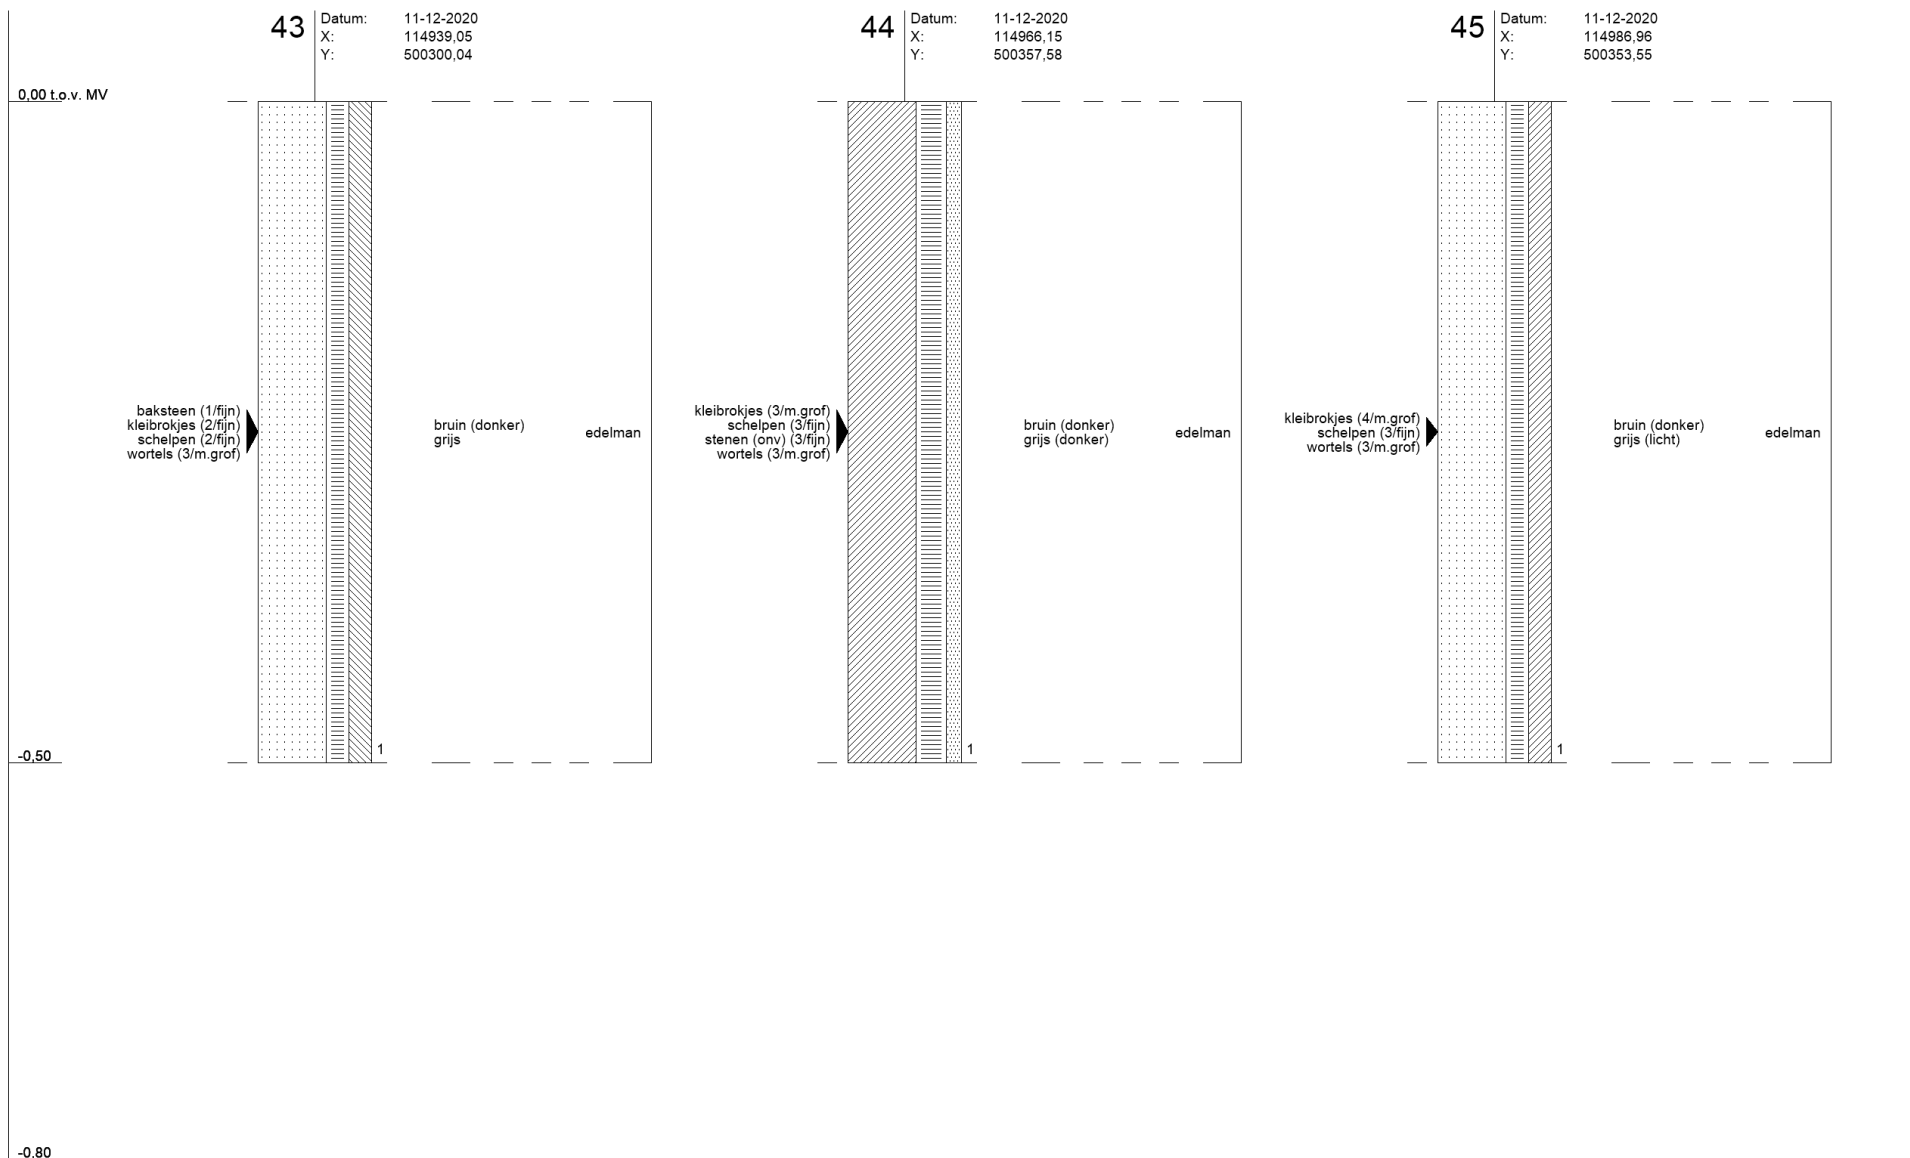 43
Datum: 11-12-2020
X: 114939,05
Y: 500300,04
44
Datum: 11-12-2020
X: 114966,15
Y: 500357,58
45
Datum: 11-12-2020
X: 114986,96
Y: 500353,55
0,00 t.o.v. MV
baksteen (1/fijn)
kleibrokjes (2/fijn)
schelpen (2/fijn)
wortels (3/m.grof)
bruin (donker)
grijs
edelman
1
kleibrokjes (3/m.grof)
schelpen (3/fijn)
stenen (onv) (3/fijn)
wortels (3/m.grof)
bruin (donker)
grijs (donker)
edelman
1
kleibrokjes (4/m.grof)
schelpen (3/fijn)
wortels (3/m.grof)
bruin (donker)
grijs (licht)
edelman
1
-0,50
-0,80